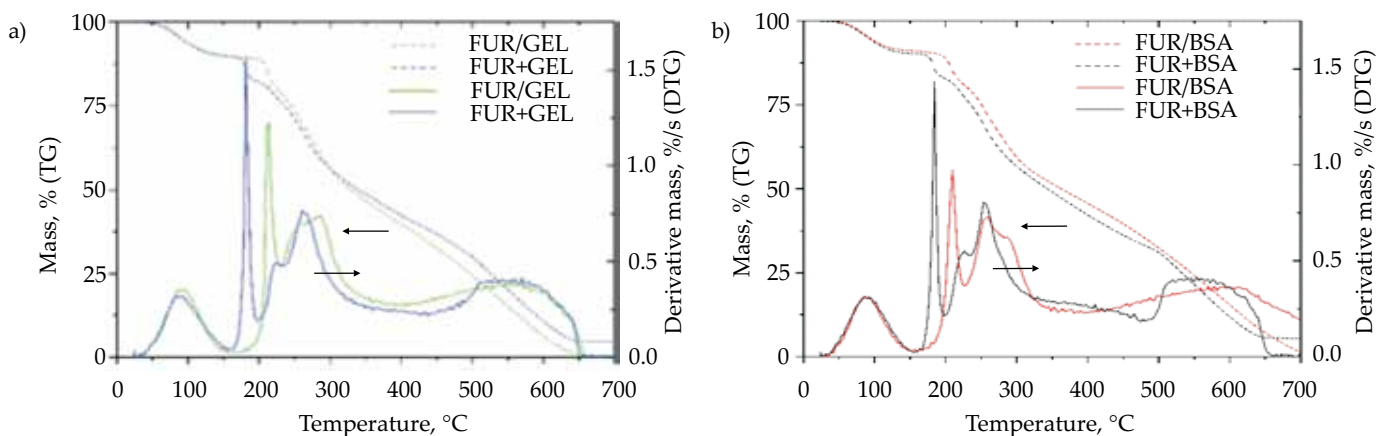 a)
Mass, % (TG)
100
75
50
25
0
FUR/GEL
FUR+GEL
FUR/GEL
FUR+GEL
1.5
1.0
0.5
0.0
Derivative mass, %/s (DTG)
0 100 200 300 400 500 600 700
Temperature, °C
b)
Mass, % (TG)
100
75
50
25
0
FUR/BSA
FUR+BSA
FUR/BSA
FUR+BSA
1.5
1.0
0.5
0.0
Derivative mass, %/s (DTG)
0 100 200 300 400 500 600 700
Temperature, °C